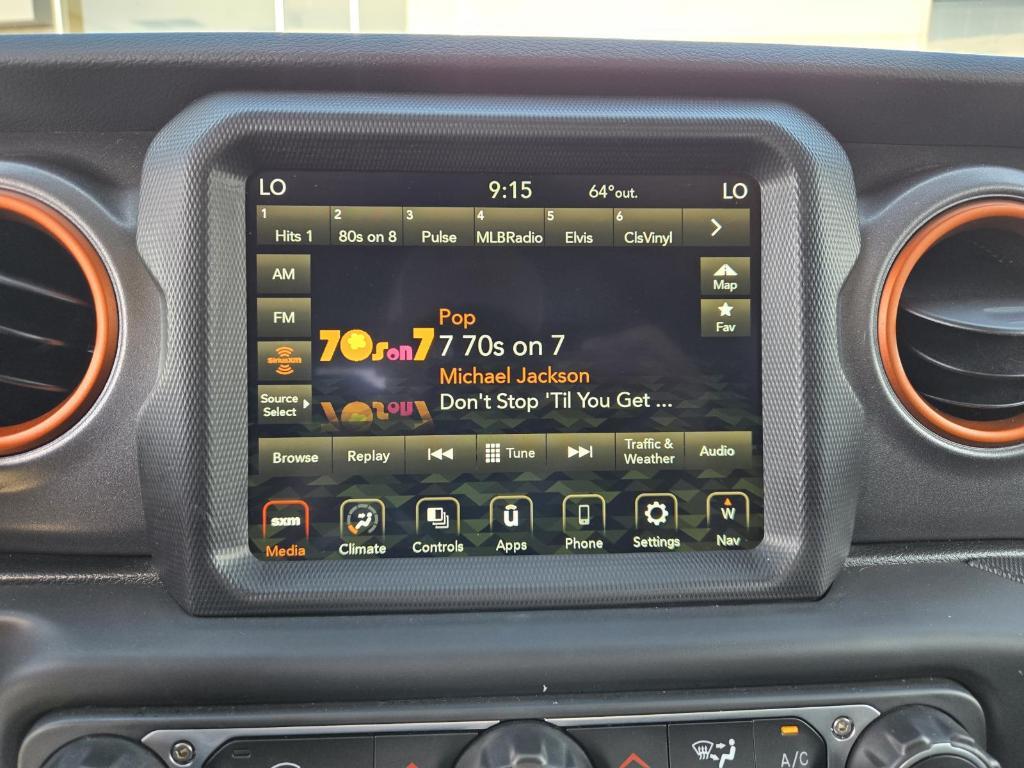 LO 9:15 64°out. LO
1 Hits 1 2 80s on 8 3 Pulse 4 MLBRadio 5 Elvis 6 ClsVinyl
AM
Map
FM
Fav
SiriusXM
Source
Select
70s on 7
Pop
7 70s on 7
Michael Jackson
Don't Stop 'Til You Get ...
Browse Replay Tune Traffic &
Weather Audio
sxm û W
Media Climate Controls Apps Phone Settings Nav
A/C